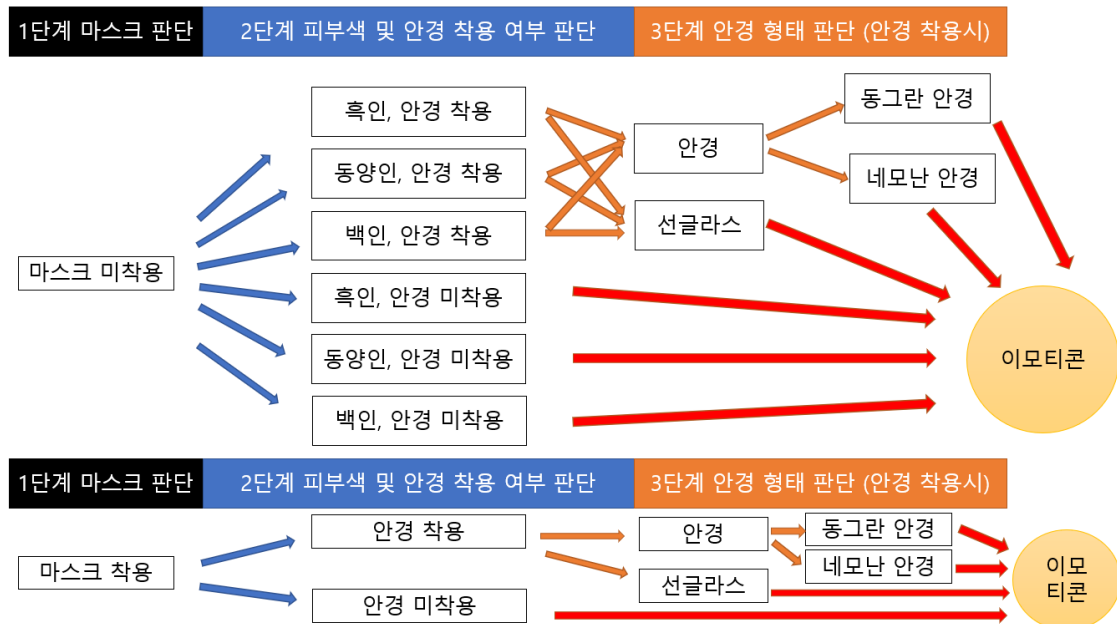 1단계 마스크 판단
2단계 피부색 및 안경 착용 여부 판단
3단계 안경 형태 판단 (안경 착용시)
마스크 미착용
흑인, 안경 착용
동양인, 안경 착용
백인, 안경 착용
흑인, 안경 미착용
동양인, 안경 미착용
백인, 안경 미착용
안경
선글라스
동그란 안경
네모난 안경
이모티콘
1단계 마스크 판단
2단계 피부색 및 안경 착용 여부 판단
3단계 안경 형태 판단 (안경 착용시)
마스크 착용
안경 착용
안경 미착용
안경
선글라스
동그란 안경
네모난 안경
이모
티콘